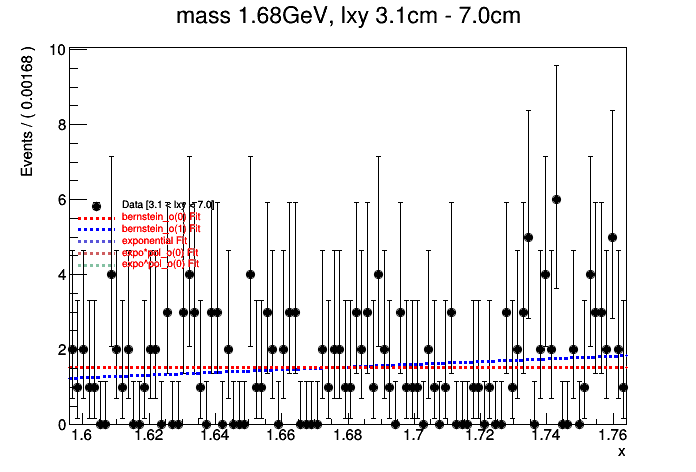 mass 1.68GeV, lxy 3.1cm - 7.0cm
Events / ( 0.00168 )
10
8
6
4
2
0
Data [3.1 < lxy < 7.0]
bernstein_o(0) Fit
bernstein_o(1) Fit
exponential Fit
expo*pol_o(0) Fit
expo^pol_o(0) Fit
1.6 1.62 1.64 1.66 1.68 1.7 1.72 1.74 1.76
x